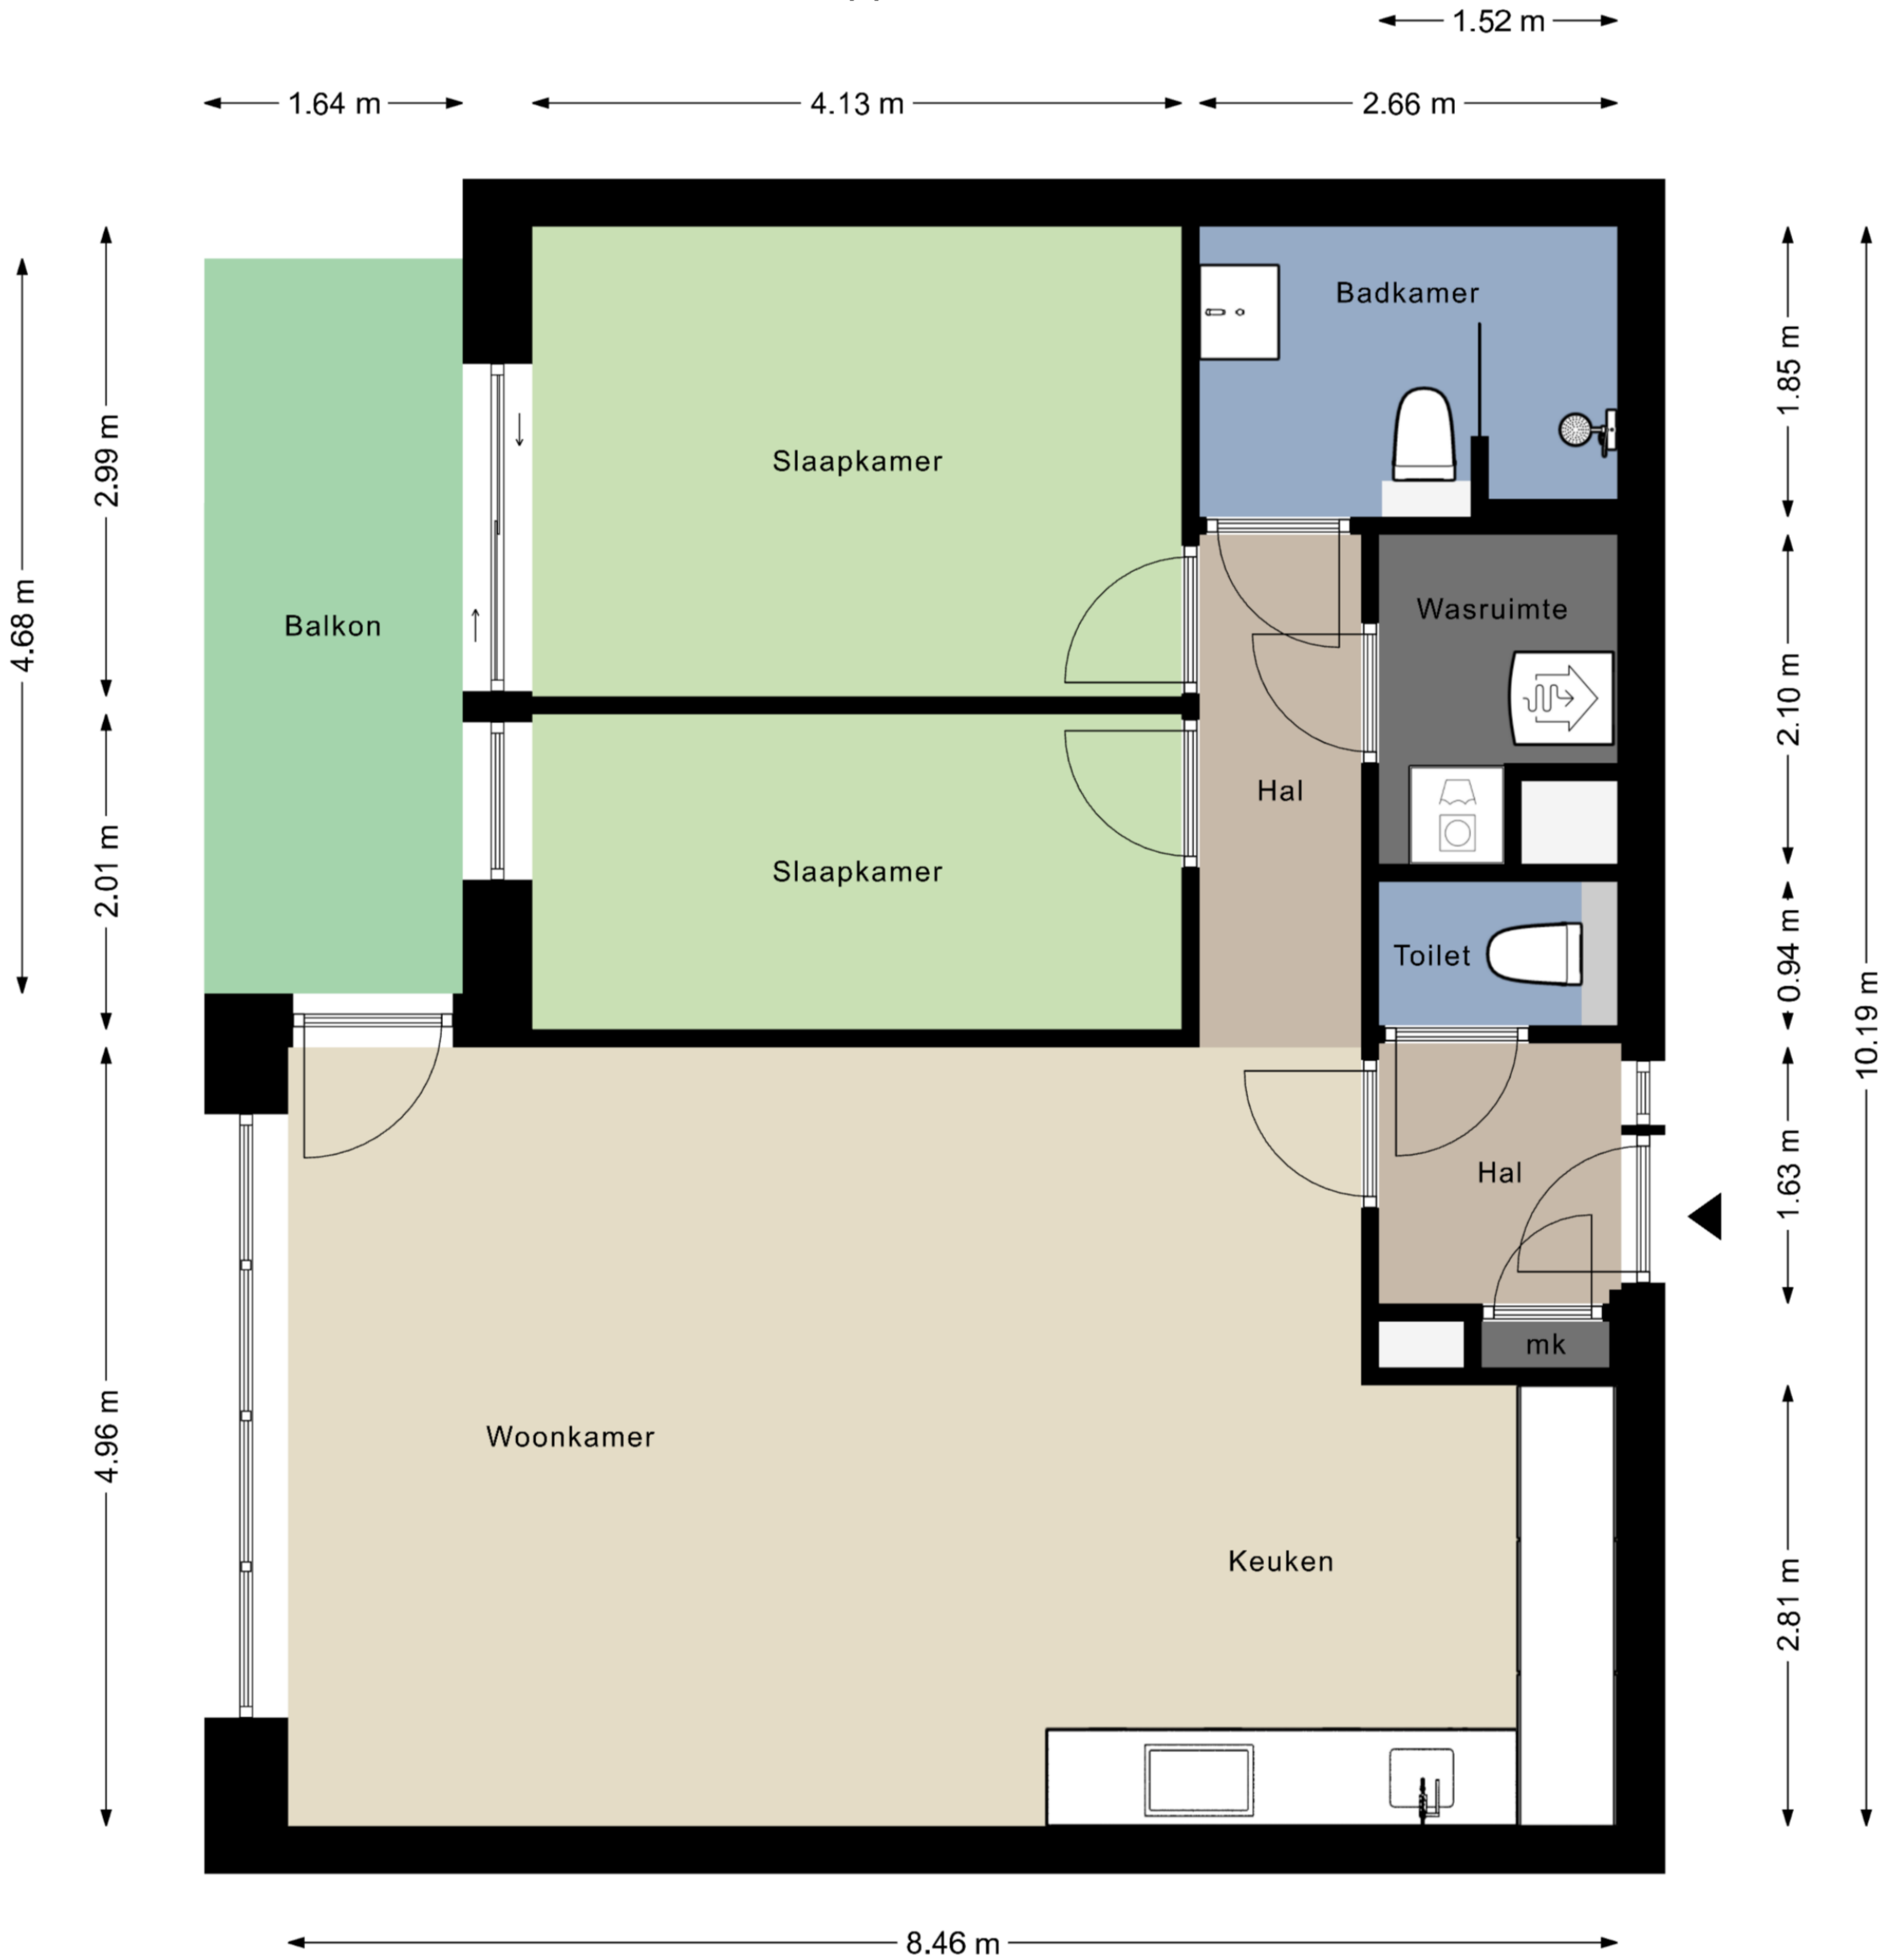 1.52 m
1.64 m
4.13 m
2.66 m
Badkamer
1.85 m
2.99 m
Slaapkamer
4.68 m
Balkon
Wasruimte
2.10 m
Hal
2.01 m
Slaapkamer
Toilet
0.94 m
10.19 m
Hal
1.63 m
mk
4.96 m
Woonkamer
Keuken
2.81 m
8.46 m